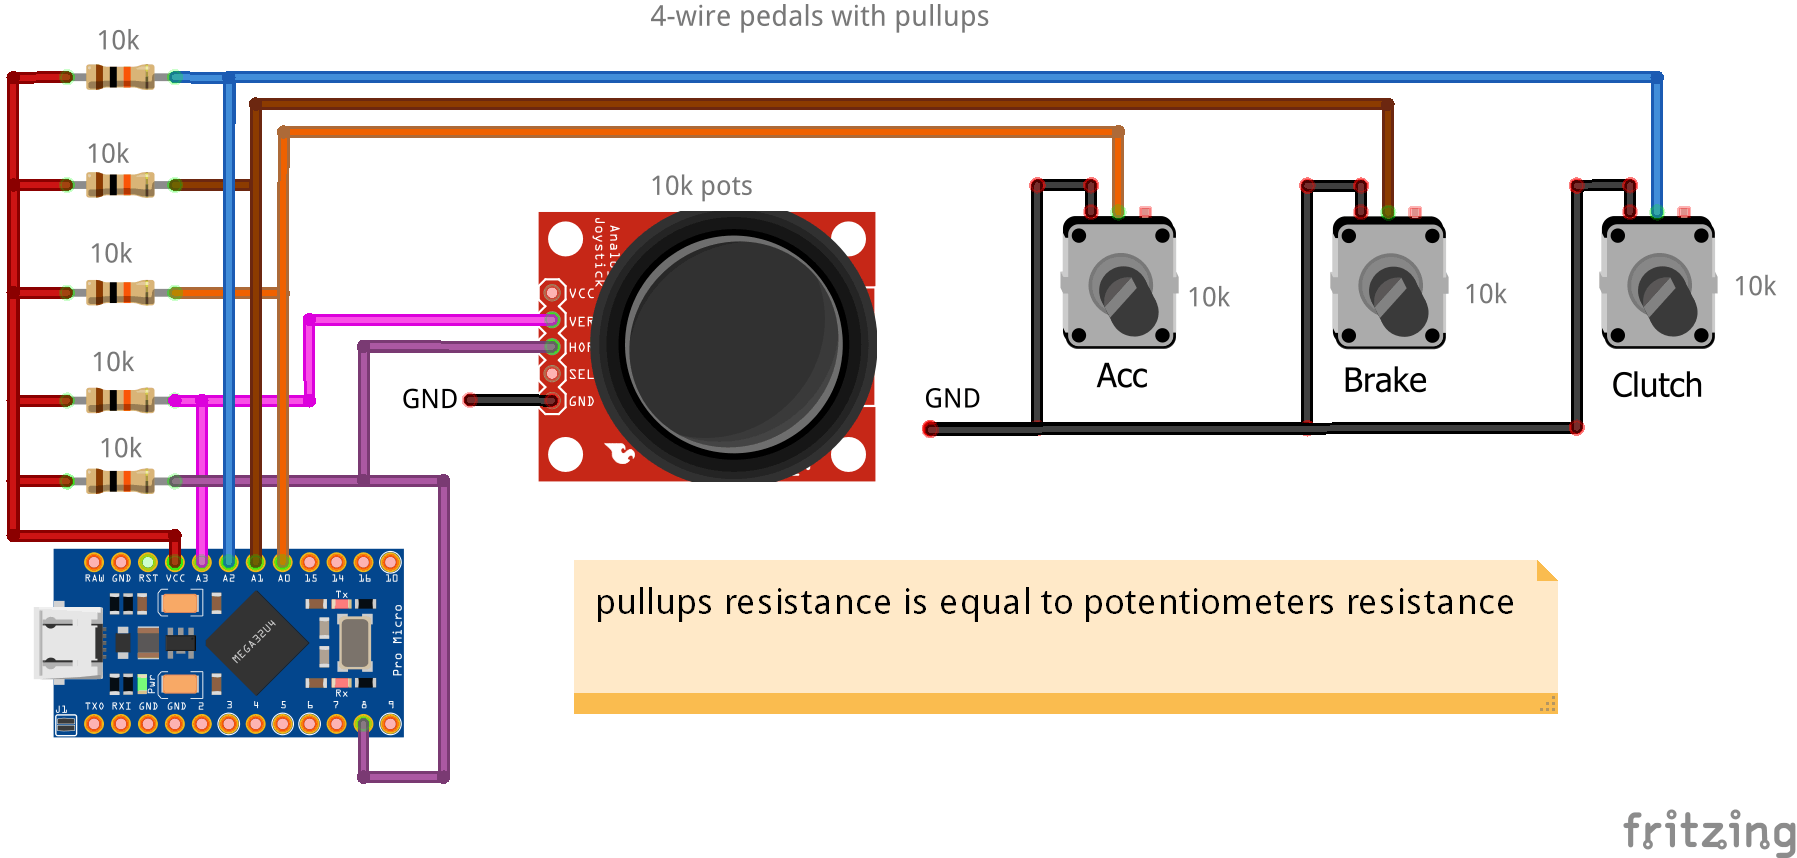 4-wire pedals with pullups
10k
10k
10k
10k
10k
10k pots
Analo
Joystick
VCC
VER
HOR
SEL
GND
GND
GND
10k
Acc
10k
Brake
10k
Clutch
pullups resistance is equal to potentiometers resistance
RAW GND RST VCC A3 A2 A1 A0 15 14 16 10
Tx
MEGA32U4
Pro Micro
Pwr
Rx
J1
TXO RXI GND GND 2 3 4 5 6 7 8 9
fritzing